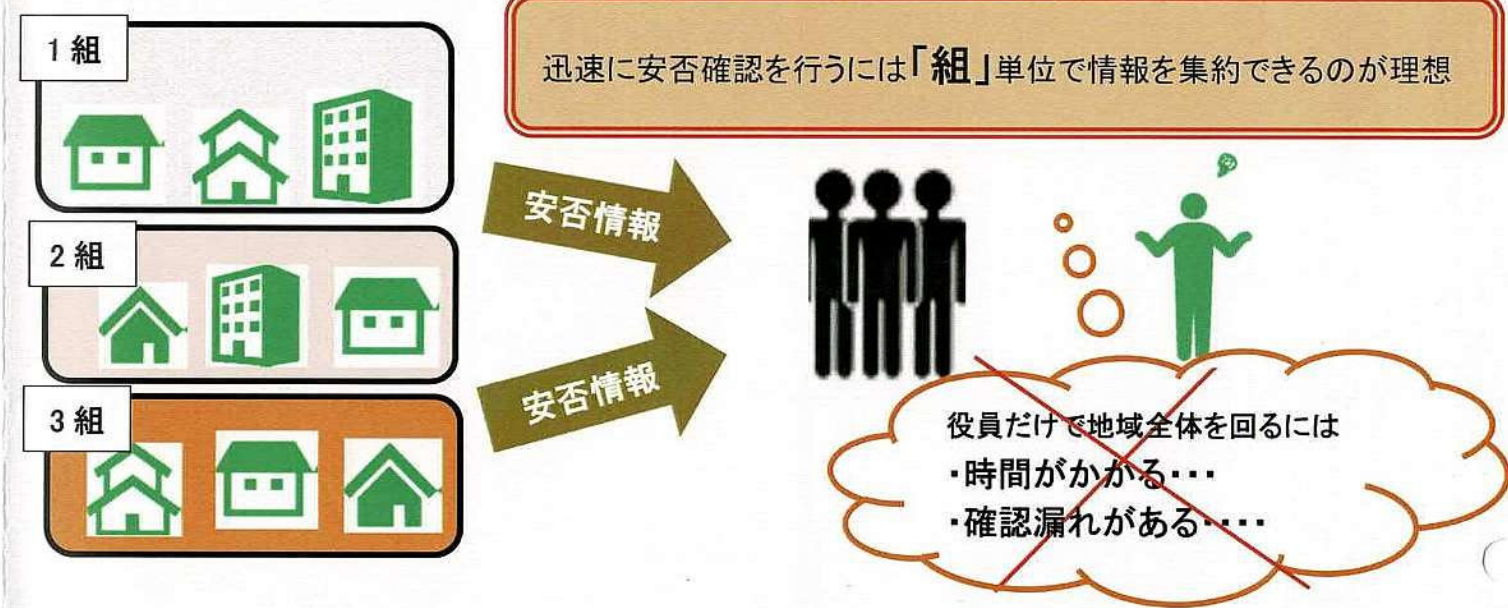 1組
迅速に安否確認を行うには「組」単位で情報を集約できるのが理想
安否情報
2組
安否情報
3組
役員だけで地域全体を回るには
・時間がかかる・・・
・確認漏れがある・・・・